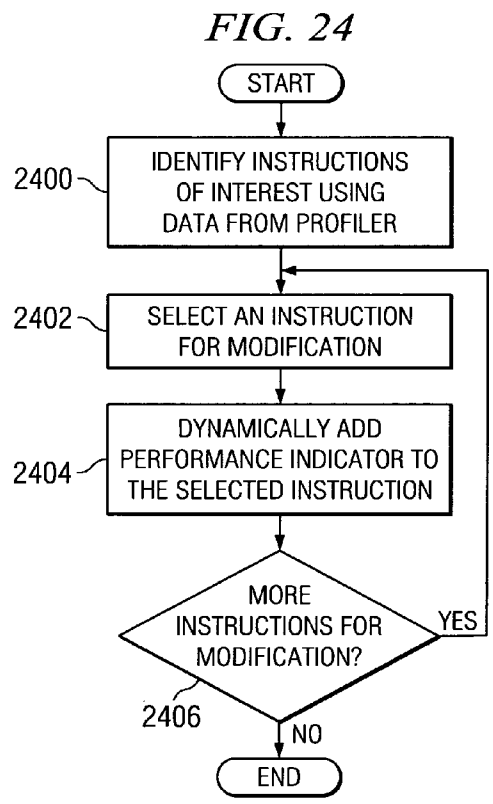 FIG. 24
START
2400
IDENTIFY INSTRUCTIONS
OF INTEREST USING
DATA FROM PROFILER
2402
SELECT AN INSTRUCTION
FOR MODIFICATION
2404
DYNAMICALLY ADD
PERFORMANCE INDICATOR TO
THE SELECTED INSTRUCTION
MORE
INSTRUCTIONS FOR
MODIFICATION?
YES
2406
NO
END